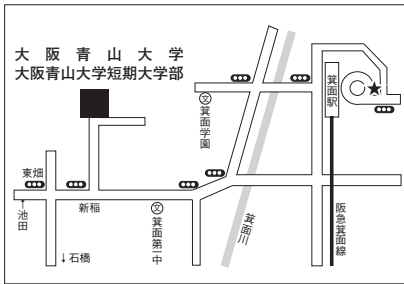 大阪青山大学
大阪青山大学短期大学部
箕面駅
文
箕面学園
東畑
新稲
文
箕面第一中
箕面川
阪急箕面線
←池田
↓石橋